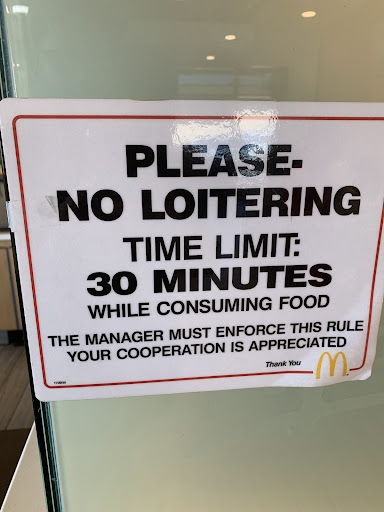 PLEASE-
NO LOITERING
TIME LIMIT:
30 MINUTES
WHILE CONSUMING FOOD
THE MANAGER MUST ENFORCE THIS RULE
YOUR COOPERATION IS APPRECIATED
Thank You